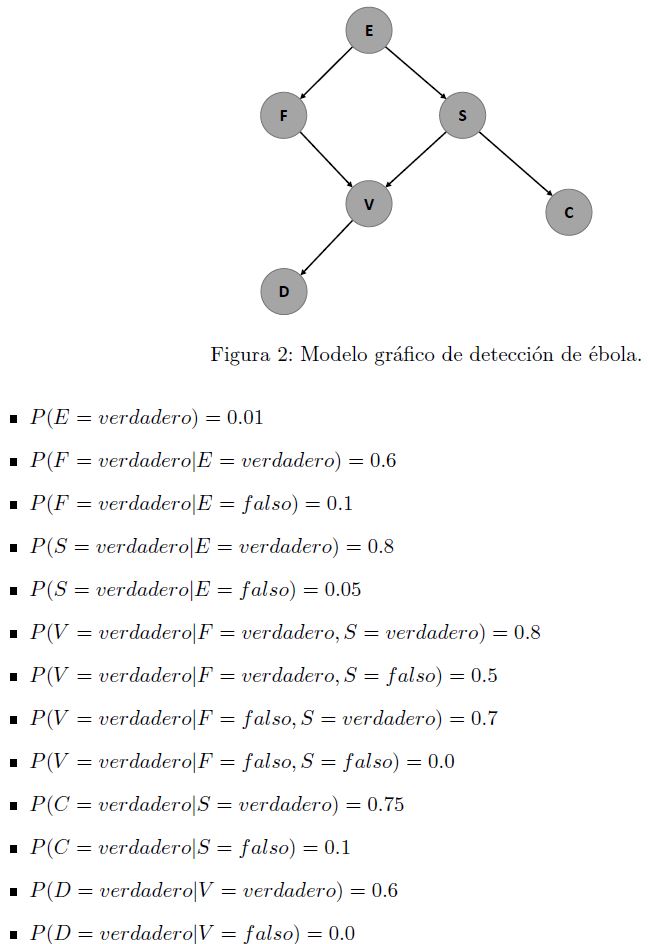 E
F
S
V
C
D
Figura 2: Modelo gráfico de detección de ébola.
▪ P(E = verdadero) = 0.01
▪ P(F = verdadero|E = verdadero) = 0.6
▪ P(F = verdadero|E = falso) = 0.1
▪ P(S = verdadero|E = verdadero) = 0.8
▪ P(S = verdadero|E = falso) = 0.05
▪ P(V = verdadero|F = verdadero, S = verdadero) = 0.8
▪ P(V = verdadero|F = verdadero, S = falso) = 0.5
▪ P(V = verdadero|F = falso, S = verdadero) = 0.7
▪ P(V = verdadero|F = falso, S = falso) = 0.0
▪ P(C = verdadero|S = verdadero) = 0.75
▪ P(C = verdadero|S = falso) = 0.1
▪ P(D = verdadero|V = verdadero) = 0.6
▪ P(D = verdadero|V = falso) = 0.0